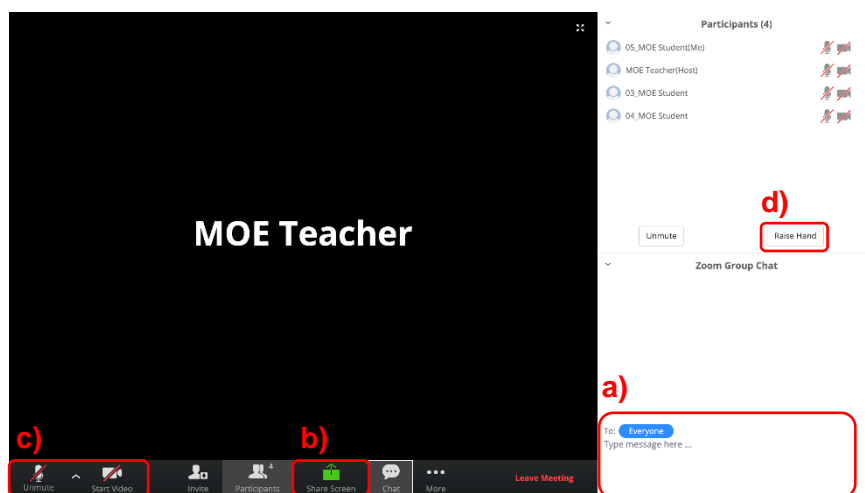 Participants (4)
05_MOE Student(Me)
MOE Teacher(Host)
03_MOE Student
04_MOE Student
d)
Unmute
Raise Hand
MOE Teacher
Zoom Group Chat
a)
To: Everyone
Type message here ...
c)
b)
Unmute
Start Video
Invite
4
Participants
Share Screen
Chat
More
Leave Meeting